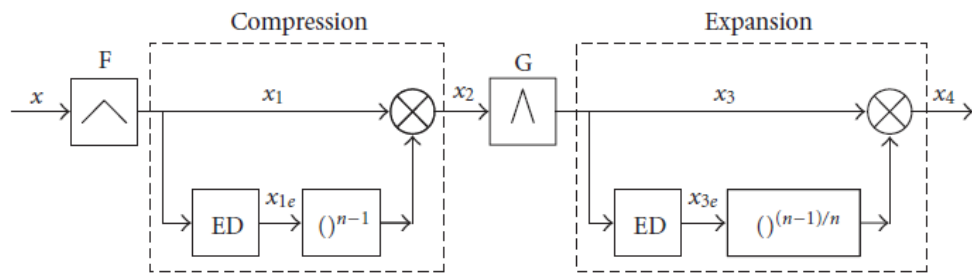 Compression
Expansion
F
G
x
x₁
x₂
x₃
x₄
ED
x₁ₑ
()ⁿ⁻¹
ED
x₃ₑ
()⁽ⁿ⁻¹⁾/ⁿ